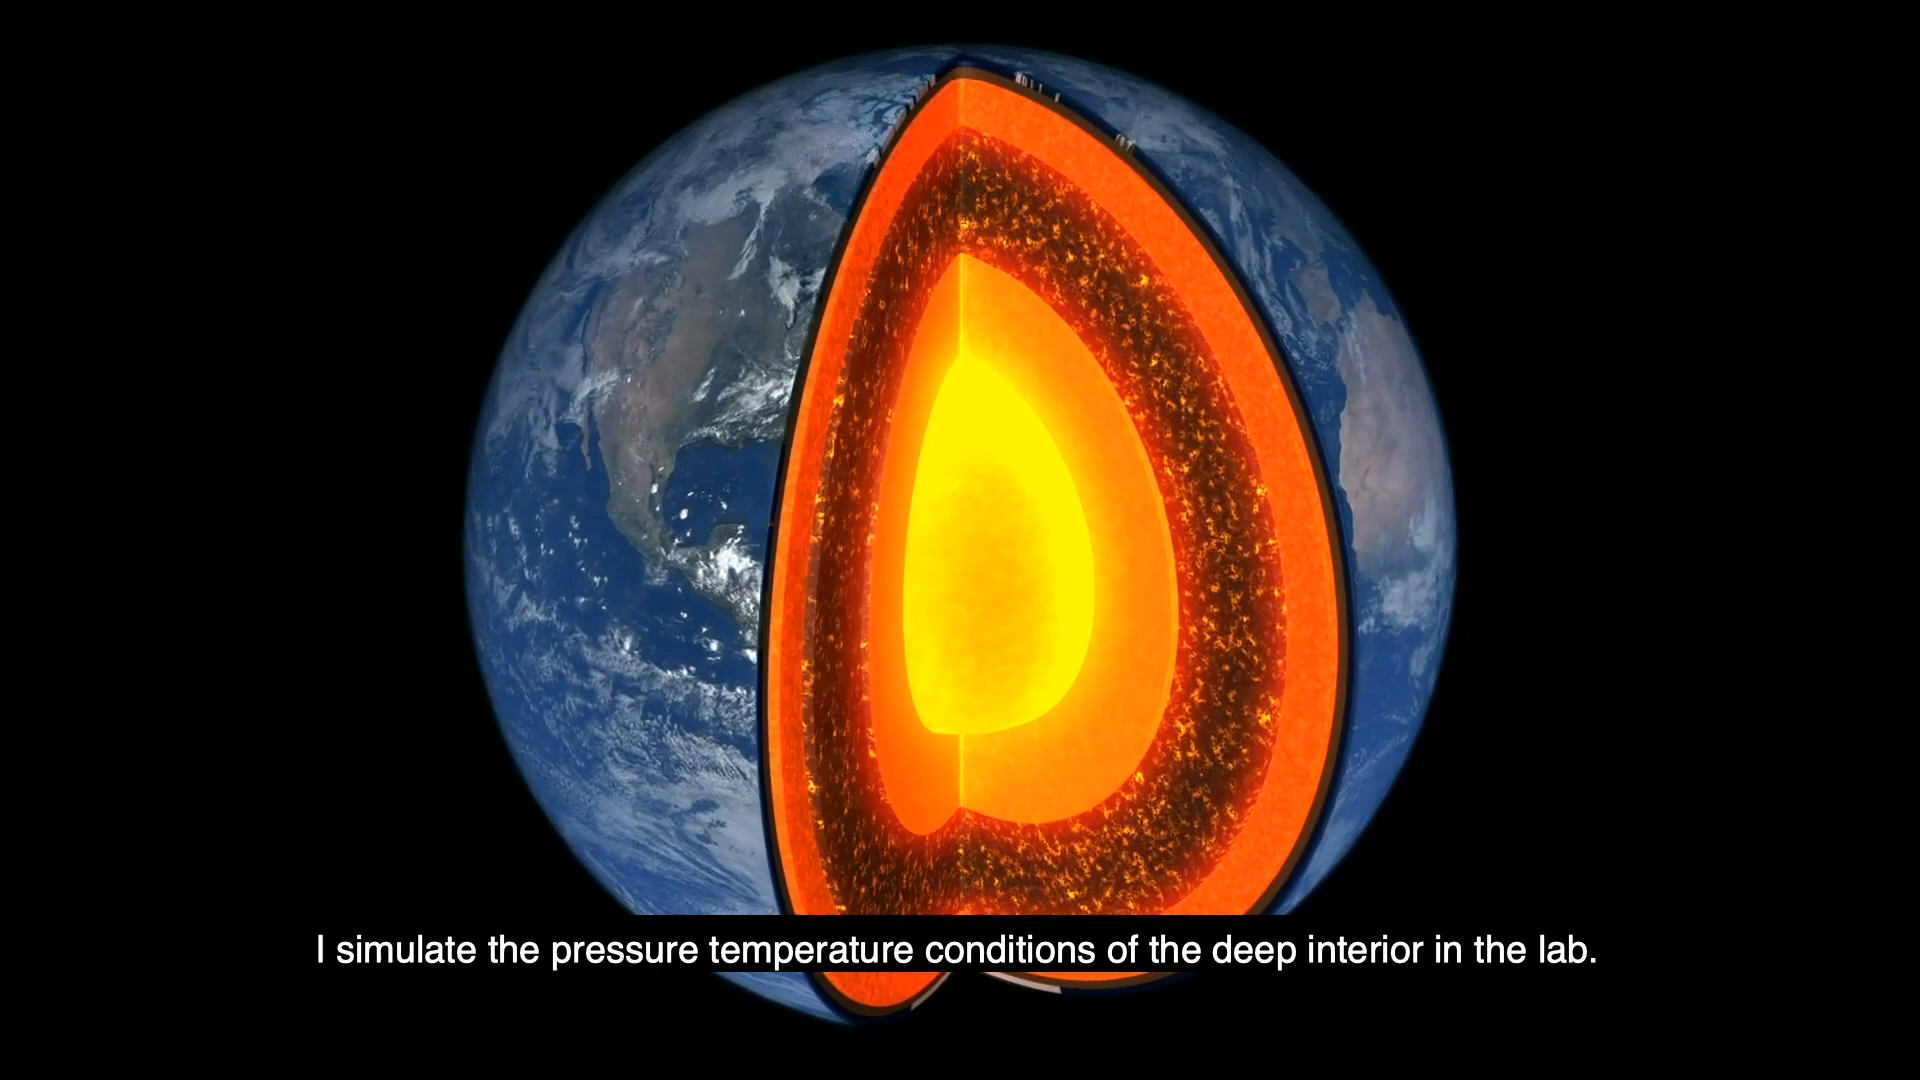 I simulate the pressure temperature conditions of the deep interior in the lab.